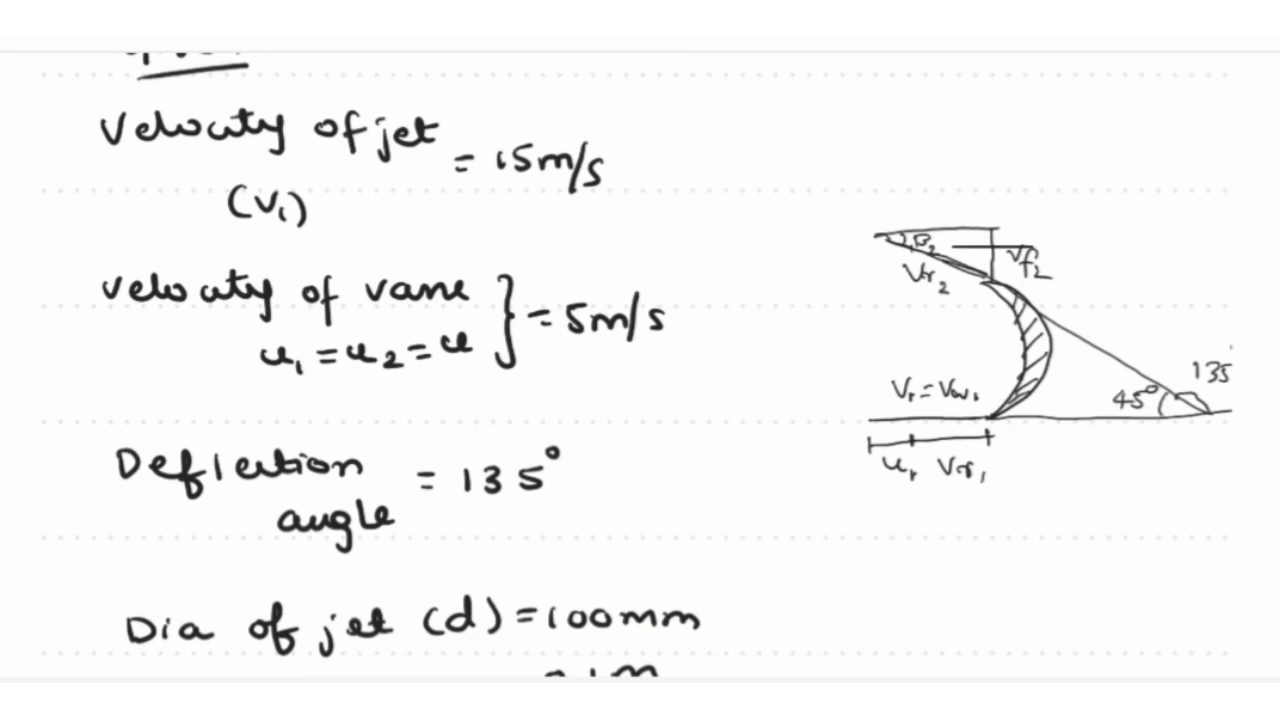 Velocity of jet = 15m/s
(V₁)
velocity of vane
u₁ = u₂ = u } = 5m/s
Deflection
angle = 135°
Dia of jet (d) = 100mm
β₂
Vf₂
Vr₂
V₁ = Vw₁
45°
135
u₁ Vr₁